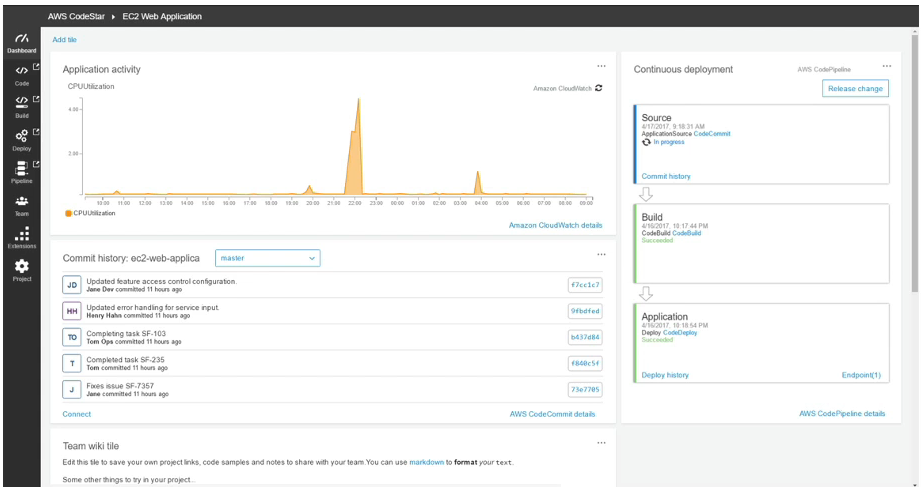 AWS CodeStar ▸ EC2 Web Application
Dashboard
Code
Build
Deploy
Pipeline
Team
Extensions
Project
Add tile
Application activity
CPUUtilization
Amazon CloudWatch
4.00
2.00
10:00 11:00 12:00 13:00 14:00 16:00 17:00 18:00 19:00 20:00 21:00 22:00 23:00 00:00 01:00 02:00 03:00 04:00 05:00 06:00 07:00 08:00 09:00
CPUUtilization
Amazon CloudWatch details
Commit history: ec2-web-applica
master
JD
Updated feature access control configuration.
Jane Dev committed 11 hours ago
f7cc1c7
HH
Updated error handling for service input.
Henry Hahn committed 11 hours ago
9fbdfed
TO
Completing task SF-103
Tom Ops committed 11 hours ago
b437d84
T
Completed task SF-235
Tom committed 11 hours ago
f840c5f
J
Fixes issue SF-7357
Jane committed 11 hours ago
73e7705
Connect
AWS CodeCommit details
Team wiki tile
Edit this tile to save your own project links, code samples and notes to share with your team.You can use markdown to format your text.
Some other things to try in your project...
Continuous deployment
AWS CodePipeline
Release change
Source
4/17/2017, 9:18:31 AM
ApplicationSource CodeCommit
In progress
Commit history
Build
4/16/2017, 10:17:44 PM
CodeBuild CodeBuild
Succeeded
Application
4/16/2017, 10:18:54 PM
Deploy CodeDeploy
Succeeded
Deploy history
Endpoint(1)
AWS CodePipeline details